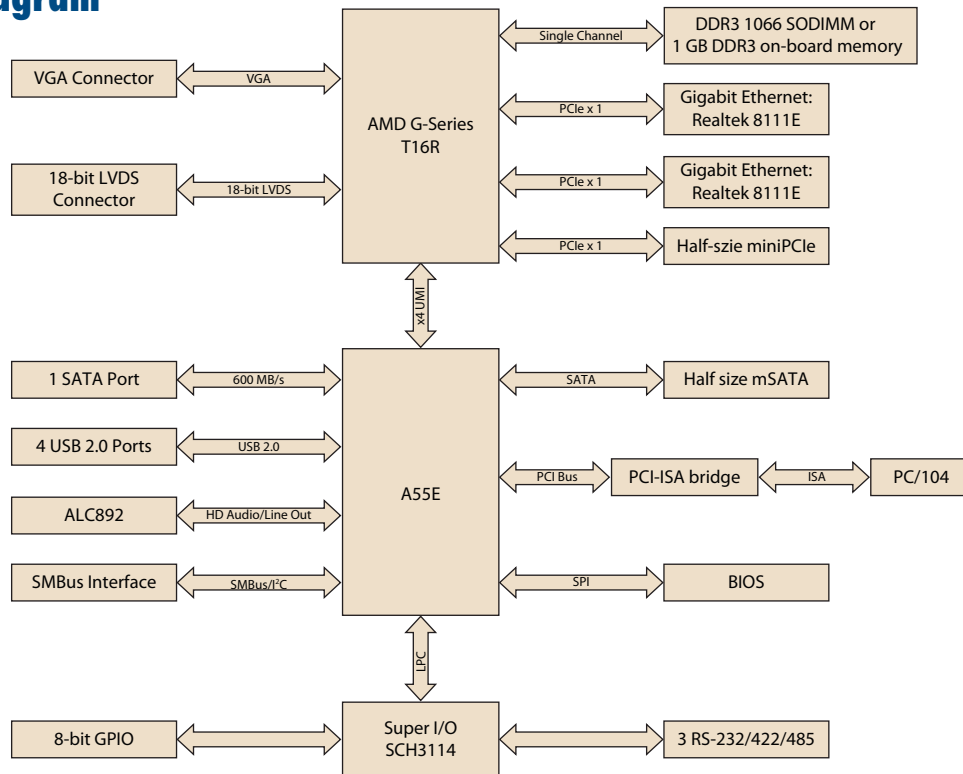 agram
DDR3 1066 SODIMM or
1 GB DDR3 on-board memory
Single Channel
VGA Connector
VGA
AMD G-Series
T16R
PCIe x 1
Gigabit Ethernet:
Realtek 8111E
18-bit LVDS
Connector
18-bit LVDS
PCIe x 1
Gigabit Ethernet:
Realtek 8111E
PCIe x 1
Half-szie miniPCIe
x4 UMI
1 SATA Port
600 MB/s
SATA
Half size mSATA
4 USB 2.0 Ports
USB 2.0
A55E
PCI Bus
PCI-ISA bridge
ISA
PC/104
ALC892
HD Audio/Line Out
SMBus Interface
SMBus/I²C
SPI
BIOS
LPC
8-bit GPIO
Super I/O
SCH3114
3 RS-232/422/485